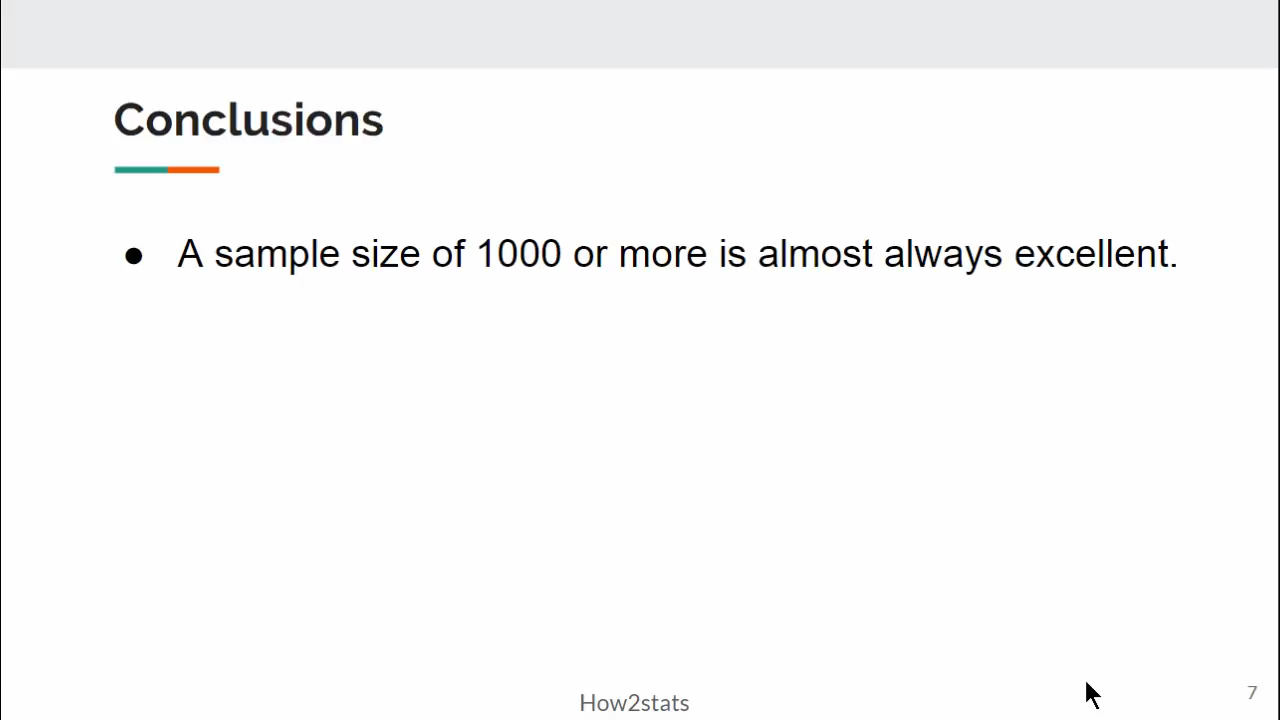 Conclusions
● A sample size of 1000 or more is almost always excellent.
How2stats
7